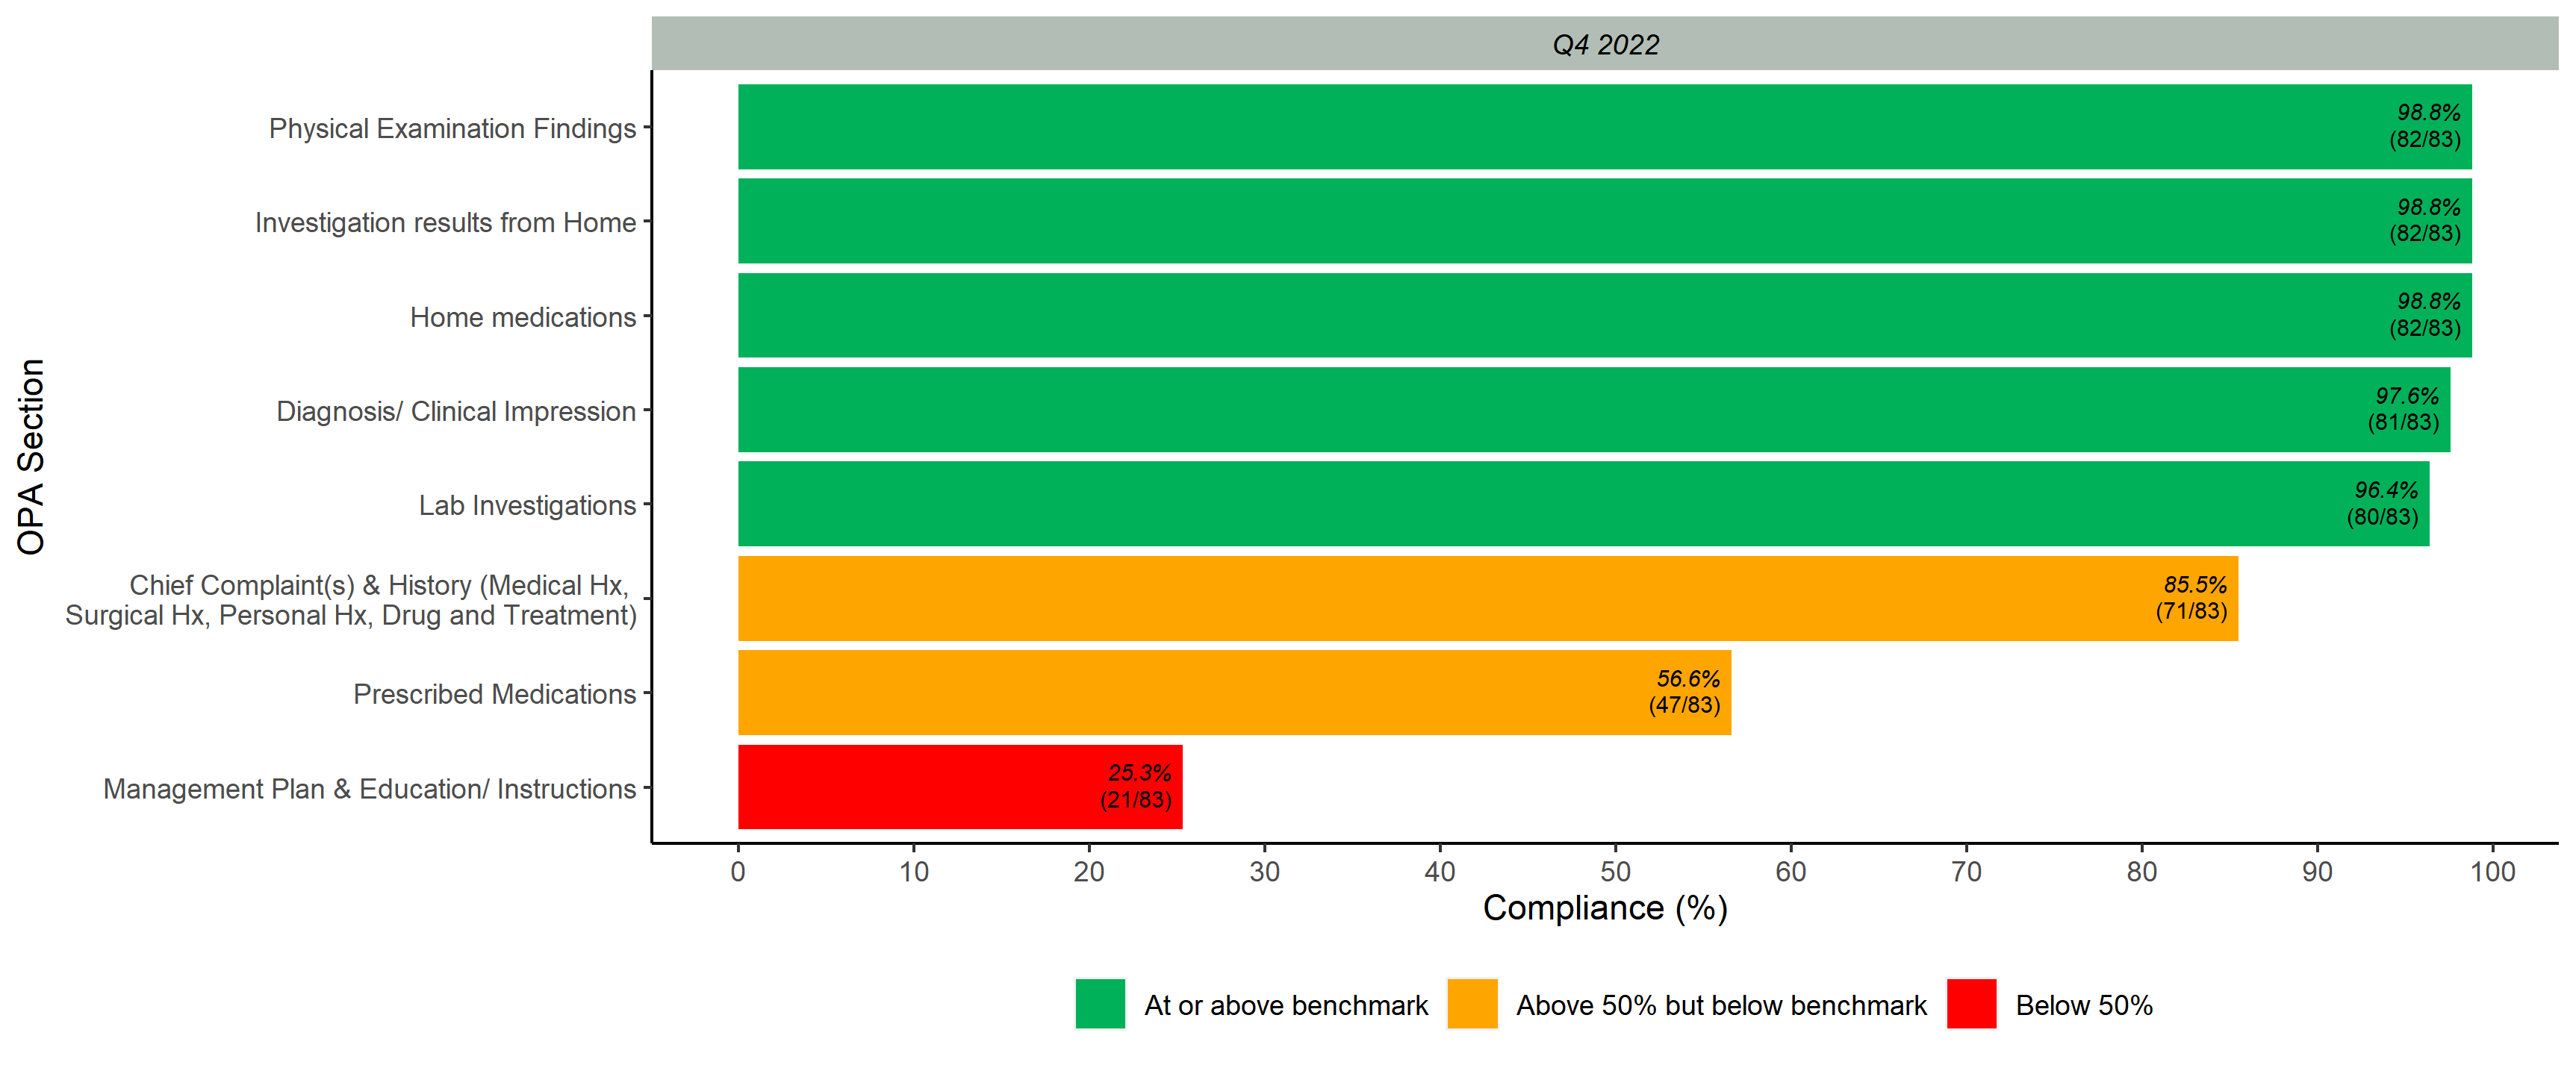 Q4 2022
OPA Section
Physical Examination Findings
98.8%
(82/83)
Investigation results from Home
98.8%
(82/83)
Home medications
98.8%
(82/83)
Diagnosis/ Clinical Impression
97.6%
(81/83)
Lab Investigations
96.4%
(80/83)
Chief Complaint(s) & History (Medical Hx,
Surgical Hx, Personal Hx, Drug and Treatment)
85.5%
(71/83)
Prescribed Medications
56.6%
(47/83)
Management Plan & Education/ Instructions
25.3%
(21/83)
0 10 20 30 40 50 60 70 80 90 100
Compliance (%)
At or above benchmark Above 50% but below benchmark Below 50%